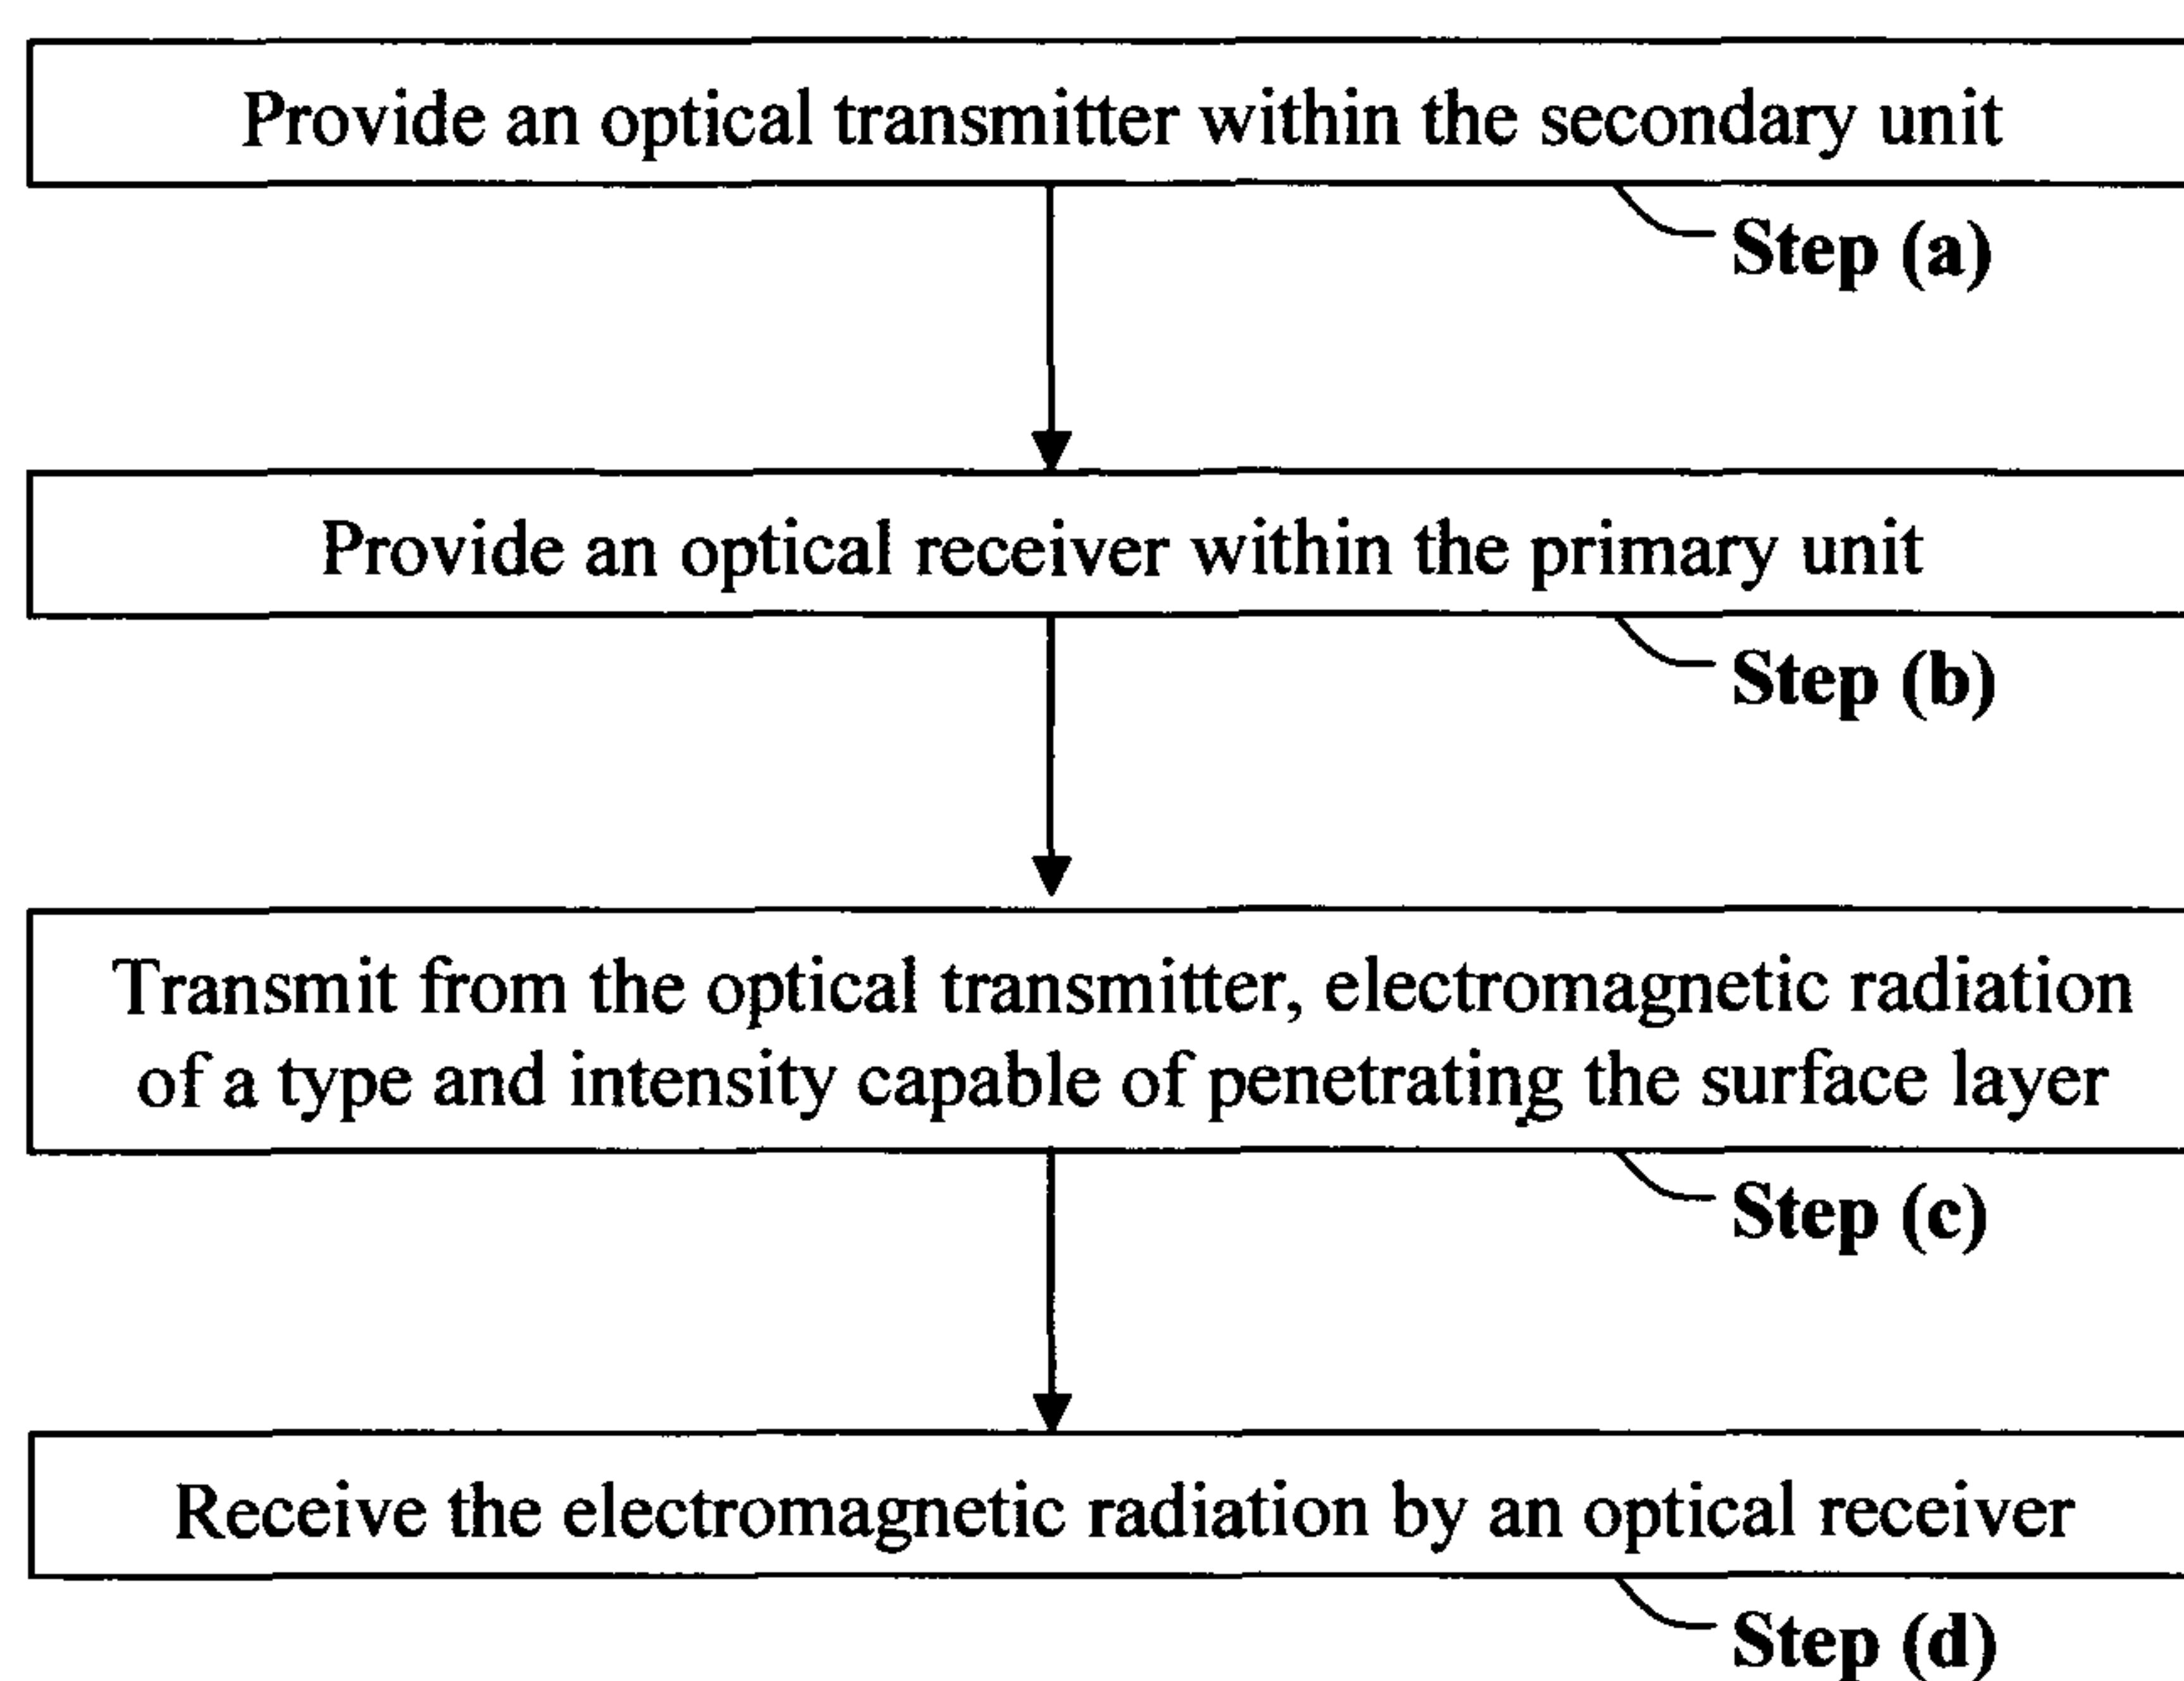 Provide an optical transmitter within the secondary unit
Step (a)
Provide an optical receiver within the primary unit
Step (b)
Transmit from the optical transmitter, electromagnetic radiation
of a type and intensity capable of penetrating the surface layer
Step (c)
Receive the electromagnetic radiation by an optical receiver
Step (d)